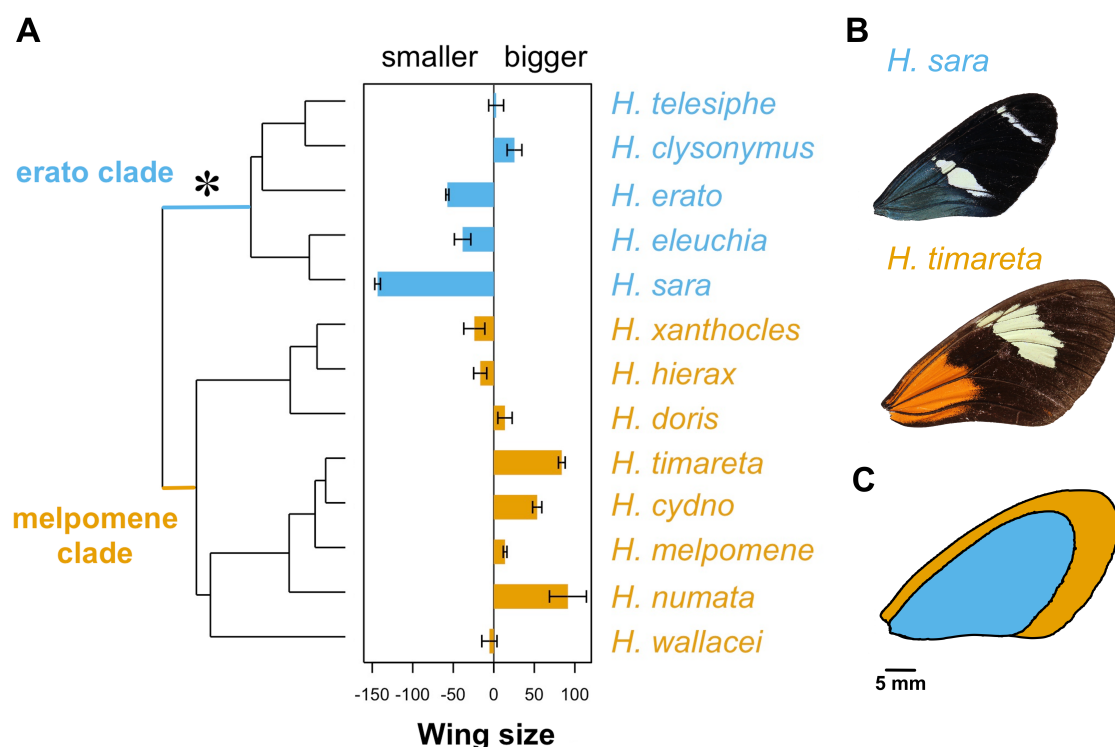 A
smaller
bigger
erato clade
*
melpomene
clade
H. telesiphe
H. clysonymus
H. erato
H. eleuchia
H. sara
H. xanthocles
H. hierax
H. doris
H. timareta
H. cydno
H. melpomene
H. numata
H. wallacei
-150 -100 -50 0 50 100
Wing size
B
H. sara
H. timareta
C
5 mm